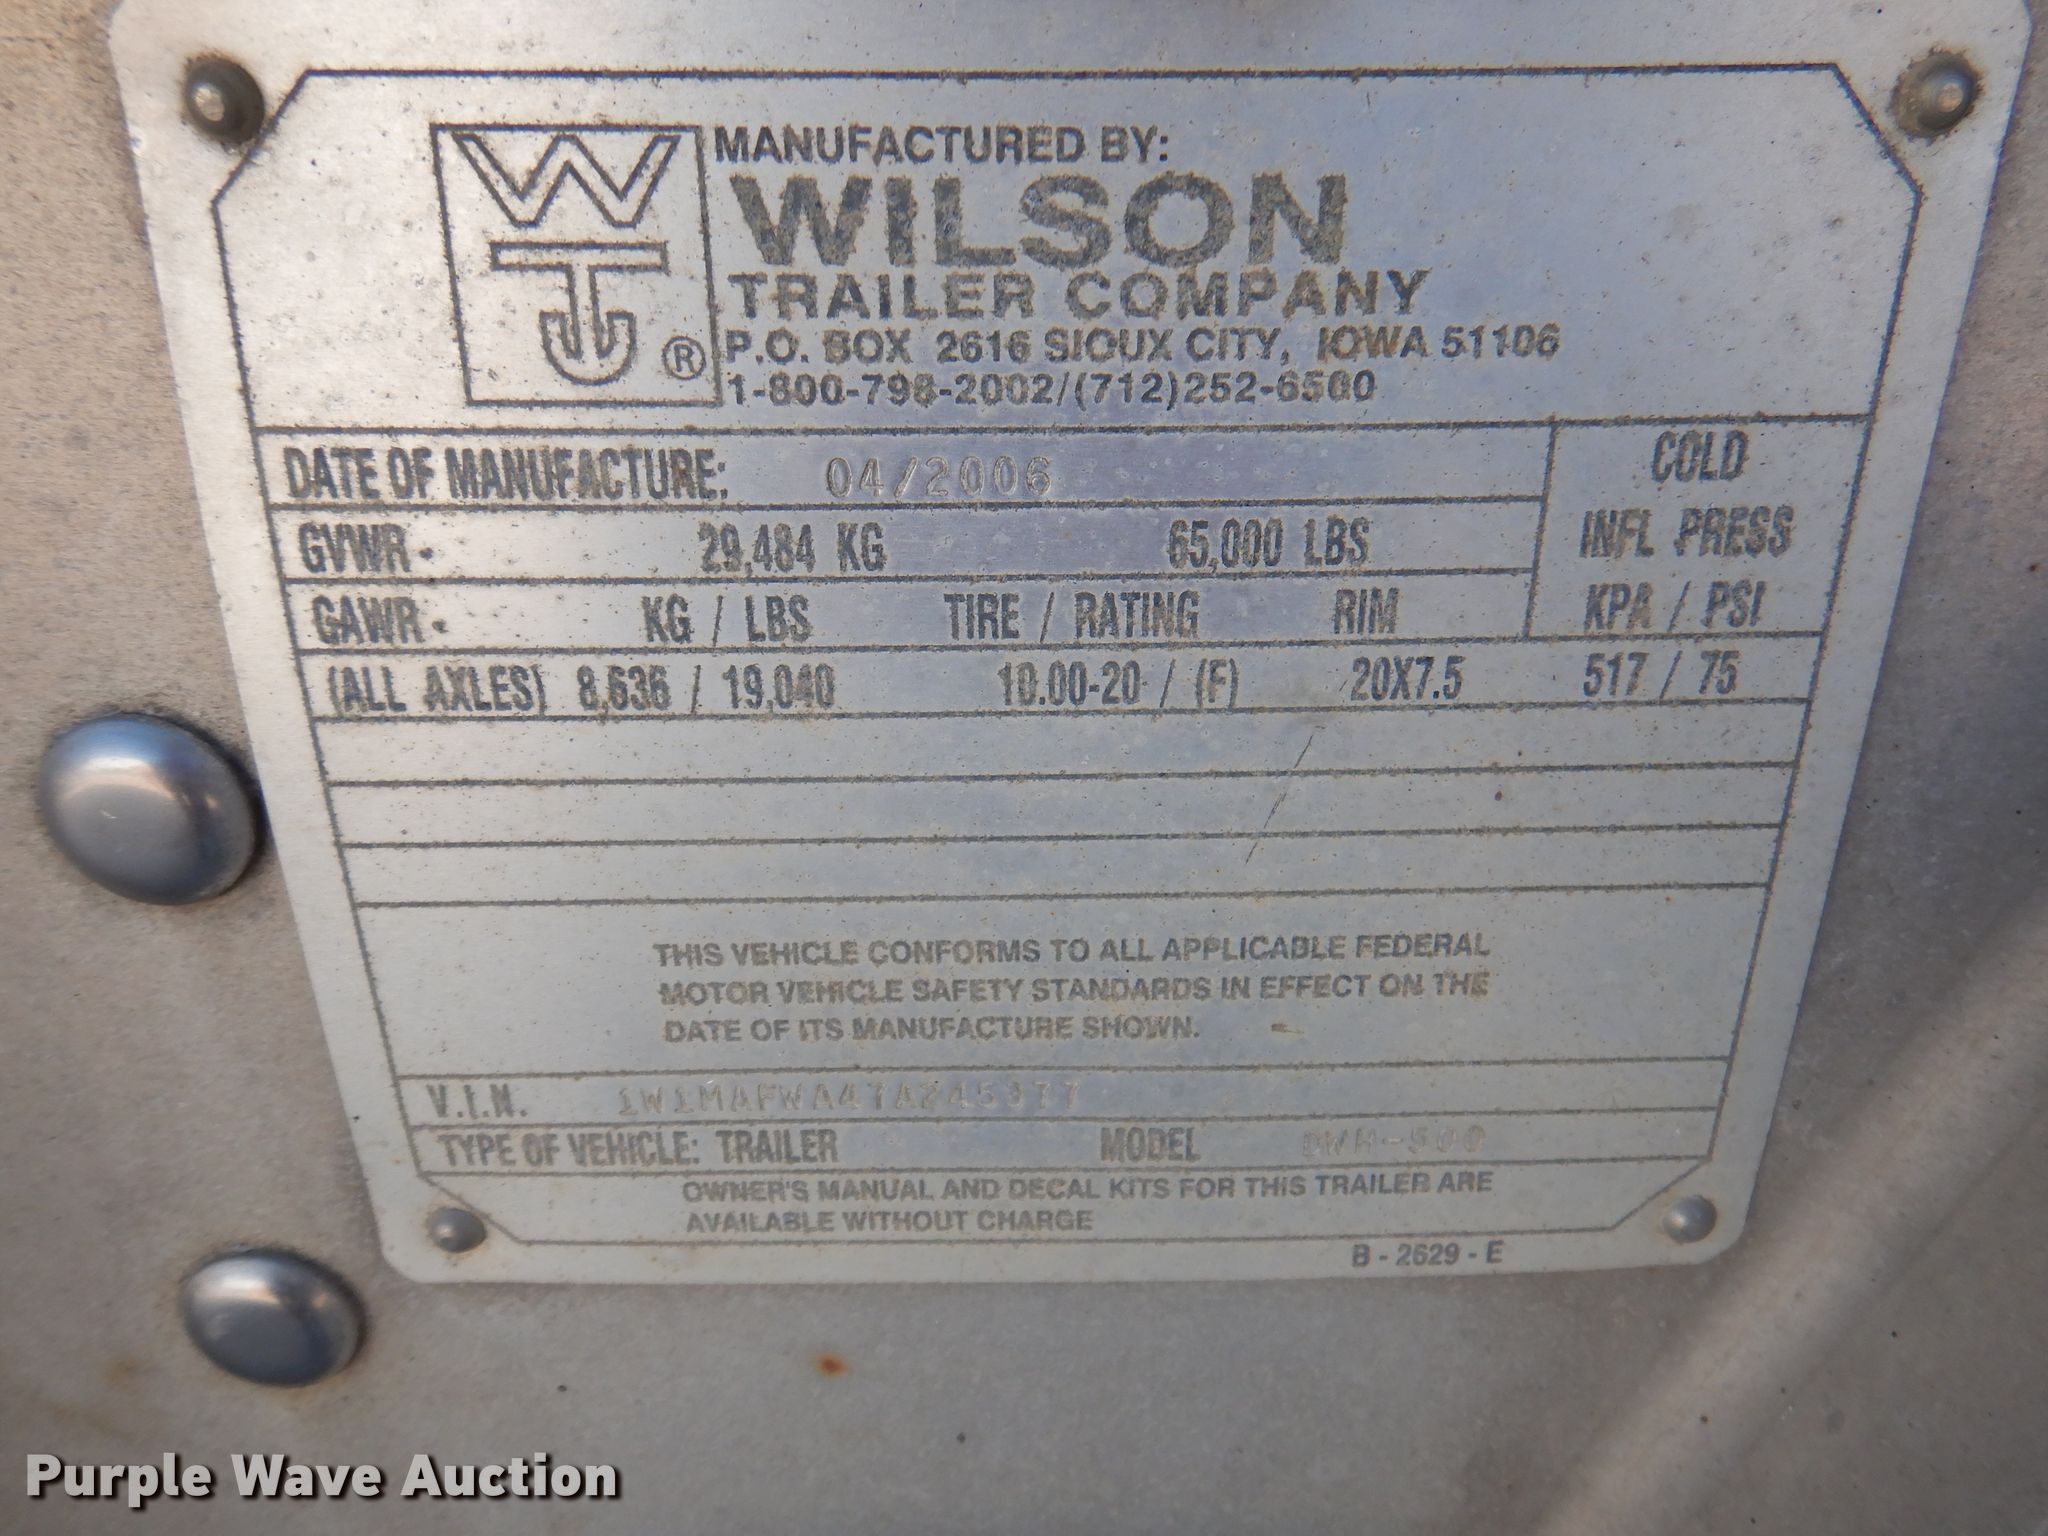 MANUFACTURED BY:
WILSON
TRAILER COMPANY
P.O. BOX 2616 SIOUX CITY, IOWA 51106
1-800-798-2002/(712)252-6500
®
DATE OF MANUFACTURE: 04/2006
COLD
INFL PRESS
KPA / PSI
GVWR· 29,484 KG 65,000 LBS
GAWR· KG / LBS TIRE / RATING RIM
(ALL AXLES) 8,636 / 19,040 10.00-20 / (F) 20X7.5 517 / 75
THIS VEHICLE CONFORMS TO ALL APPLICABLE FEDERAL
MOTOR VEHICLE SAFETY STANDARDS IN EFFECT ON THE
DATE OF ITS MANUFACTURE SHOWN.
V.I.N. 1W1MAFWA47A245377
TYPE OF VEHICLE: TRAILER MODEL DWH-500
OWNER'S MANUAL AND DECAL KITS FOR THIS TRAILER ARE
AVAILABLE WITHOUT CHARGE
B - 2629 - E
Purple Wave Auction